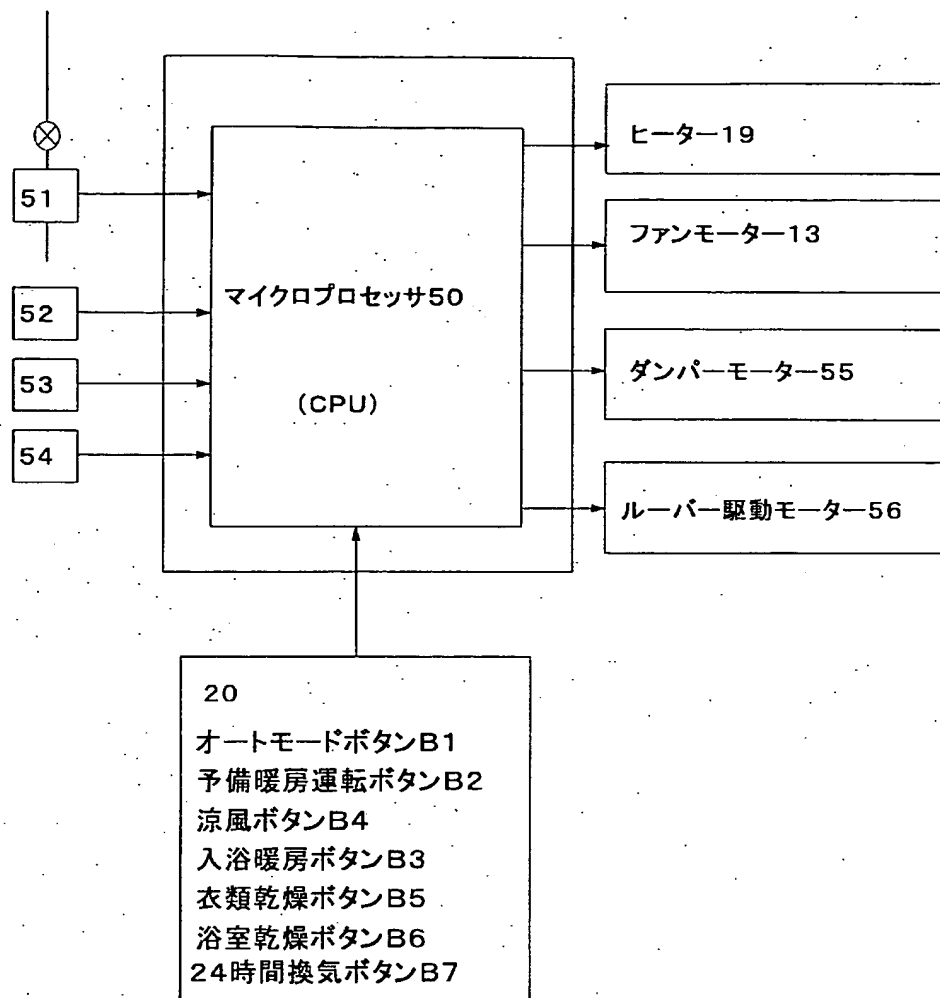 51
52
53
54
マイクロプロセッサ50
(CPU)
ヒーター19
ファンモーター13
ダンパーモーター55
ルーバー駆動モーター56
20
オートモードボタンB1
予備暖房運転ボタンB2
涼風ボタンB4
入浴暖房ボタンB3
衣類乾燥ボタンB5
浴室乾燥ボタンB6
24時間換気ボタンB7